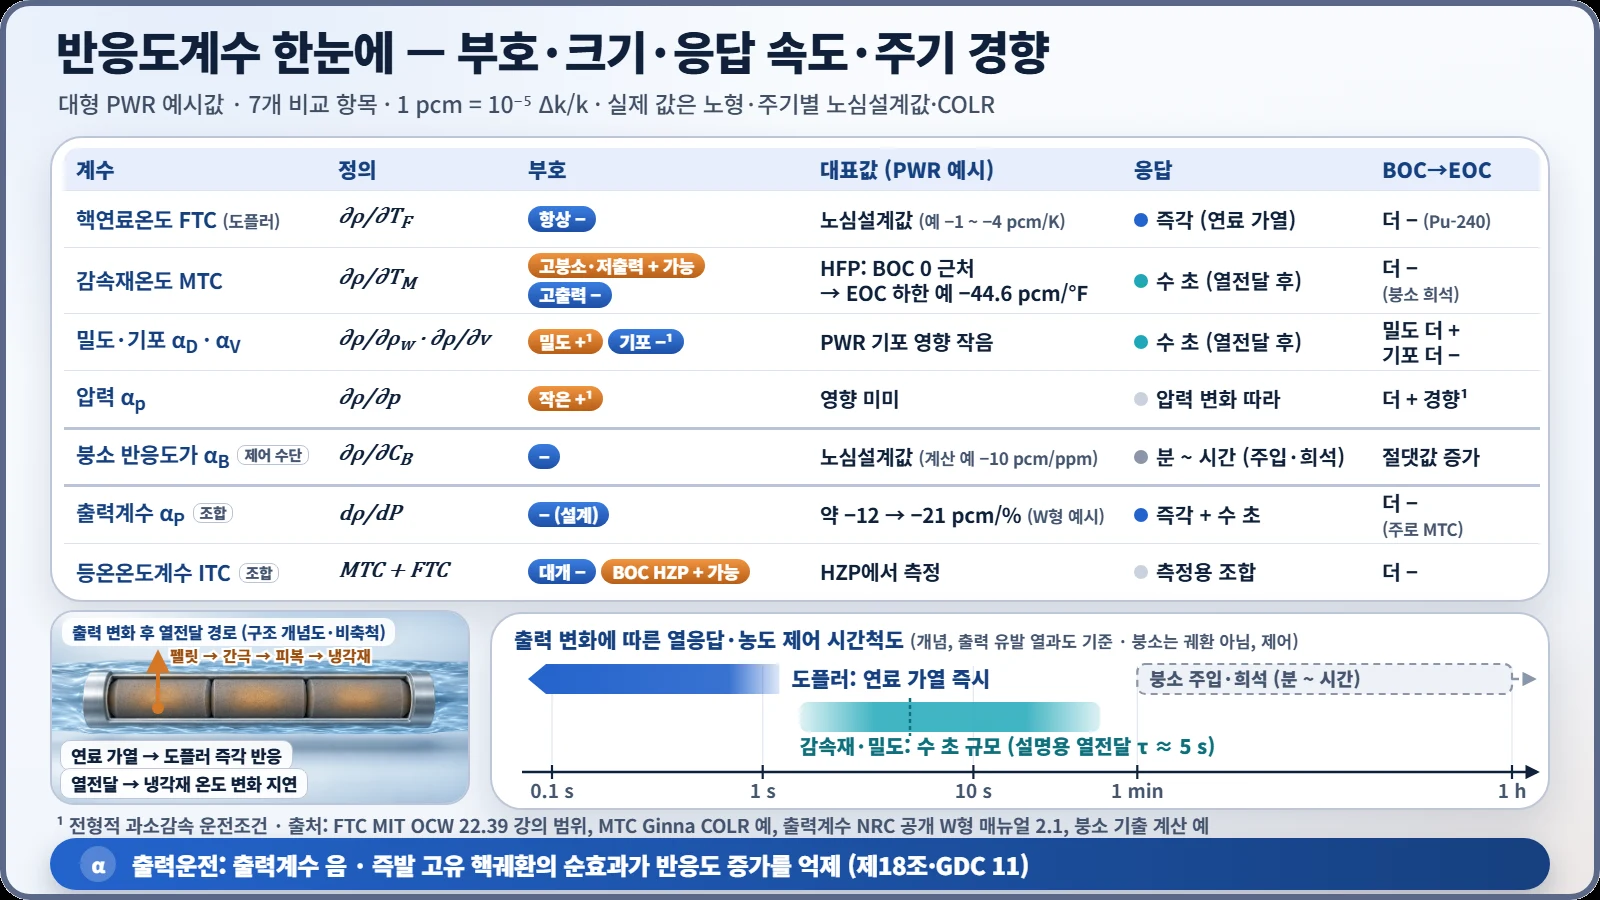 반응도계수 한눈에 — 부호·크기·응답 속도·주기 경향
대형 PWR 예시값 · 7개 비교 항목 · 1 pcm = 10⁻⁵ Δk/k · 실제 값은 노형·주기별 노심설계값·COLR
계수 정의 부호 대표값 (PWR 예시) 응답 BOC→EOC
핵연료온도 FTC (도플러) ∂ρ/∂T_F 항상 − 노심설계값 (예 −1 ~ −4 pcm/K) 즉각 (연료 가열) 더 − (Pu-240)
감속재온도 MTC ∂ρ/∂T_M 고붕소·저출력 + 가능 고출력 − HFP: BOC 0 근처 → EOC 하한 예 −44.6 pcm/°F 수 초 (열전달 후) 더 − (붕소 희석)
밀도·기포 α_D · α_V ∂ρ/∂ρ_w · ∂ρ/∂v 밀도 +¹ 기포 −¹ PWR 기포 영향 작음 수 초 (열전달 후) 밀도 더 + 기포 더 −
압력 α_p ∂ρ/∂p 작은 +¹ 영향 미미 압력 변화 따라 더 + 경향¹
붕소 반응도가 α_B 제어 수단 ∂ρ/∂C_B − 노심설계값 (계산 예 −10 pcm/ppm) 분 ~ 시간 (주입·희석) 절댓값 증가
출력계수 α_P 조합 dρ/dP − (설계) 약 −12 → −21 pcm/% (W형 예시) 즉각 + 수 초 더 − (주로 MTC)
등온온도계수 ITC 조합 MTC + FTC 대개 − BOC HZP + 가능 HZP에서 측정 측정용 조합 더 −
출력 변화 후 열전달 경로 (구조 개념도·비축척)
펠릿 → 간극 → 피복 → 냉각재
연료 가열 → 도플러 즉각 반응
열전달 → 냉각재 온도 변화 지연
출력 변화에 따른 열응답·농도 제어 시간척도 (개념, 출력 유발 열과도 기준 · 붕소는 궤환 아님, 제어)
도플러: 연료 가열 즉시
붕소 주입·희석 (분 ~ 시간)
감속재·밀도: 수 초 규모 (설명용 열전달 τ ≈ 5 s)
0.1 s 1 s 10 s 1 min 1 h
¹ 전형적 과소감속 운전조건 · 출처: FTC MIT OCW 22.39 강의 범위, MTC Ginna COLR 예, 출력계수 NRC 공개 W형 매뉴얼 2.1, 붕소 기출 계산 예
α 출력운전: 출력계수 음 · 즉발 고유 핵궤환의 순효과가 반응도 증가를 억제 (제18조·GDC 11)